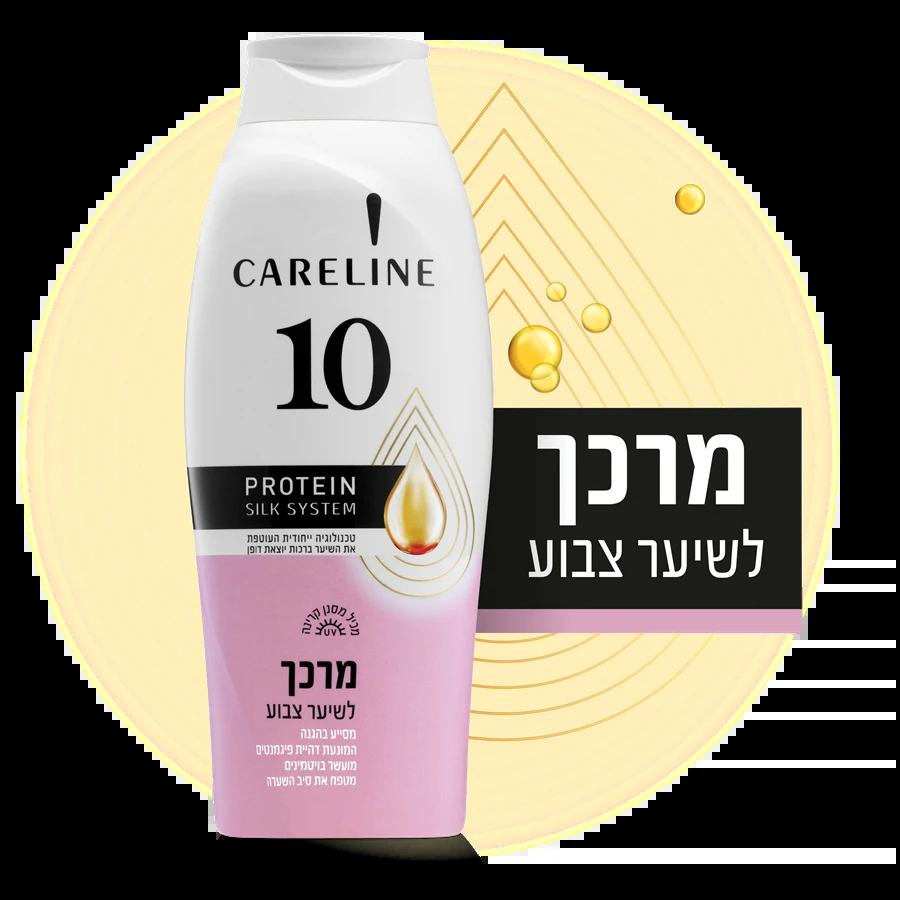 CARELINE
10
PROTEIN
SILK SYSTEM
טכנולוגיה ייחודית העוטפת
את השיער ברכות יוצאת דופן
מכיל מסנן קרינה
UV
מרכך
לשיער צבוע
מסייע בהגנה
המונעת דהיית פיגמנטים
מועשר בויטמינים
מטפח את סיב השערה
מרכך
לשיער צבוע